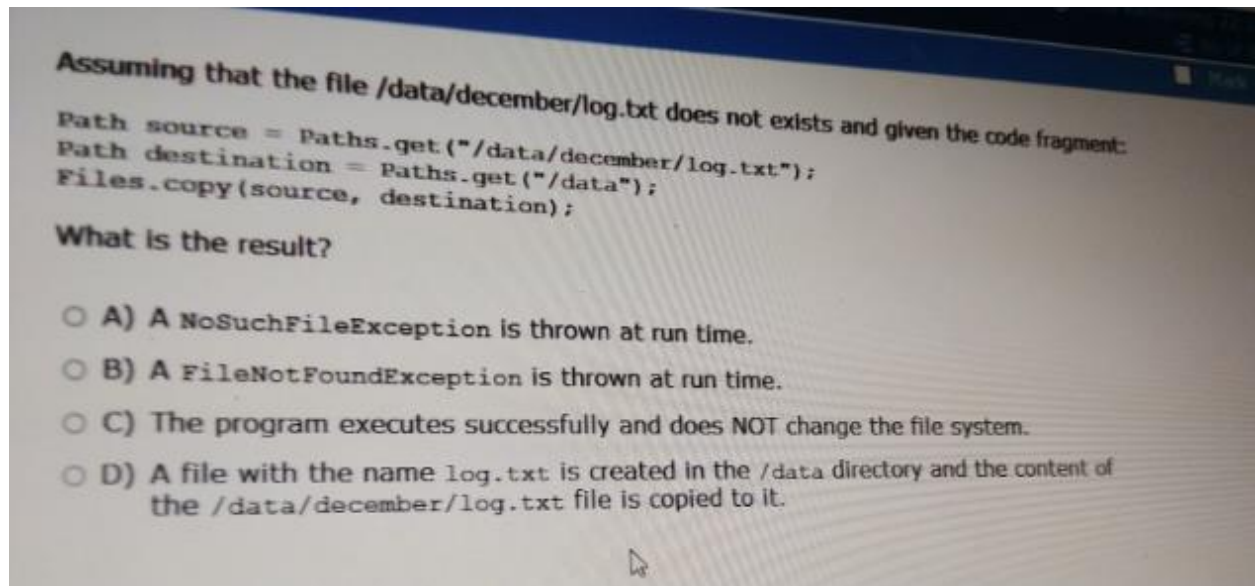 Assuming that the file /data/december/log.txt does not exists and given the code fragment:
Path source = Paths.get("/data/december/log.txt");
Path destination = Paths.get("/data");
Files.copy(source, destination);
What is the result?
A) A NoSuchFileException is thrown at run time.
B) A FileNotFoundException is thrown at run time.
C) The program executes successfully and does NOT change the file system.
D) A file with the name log.txt is created in the /data directory and the content of
the /data/december/log.txt file is copied to it.